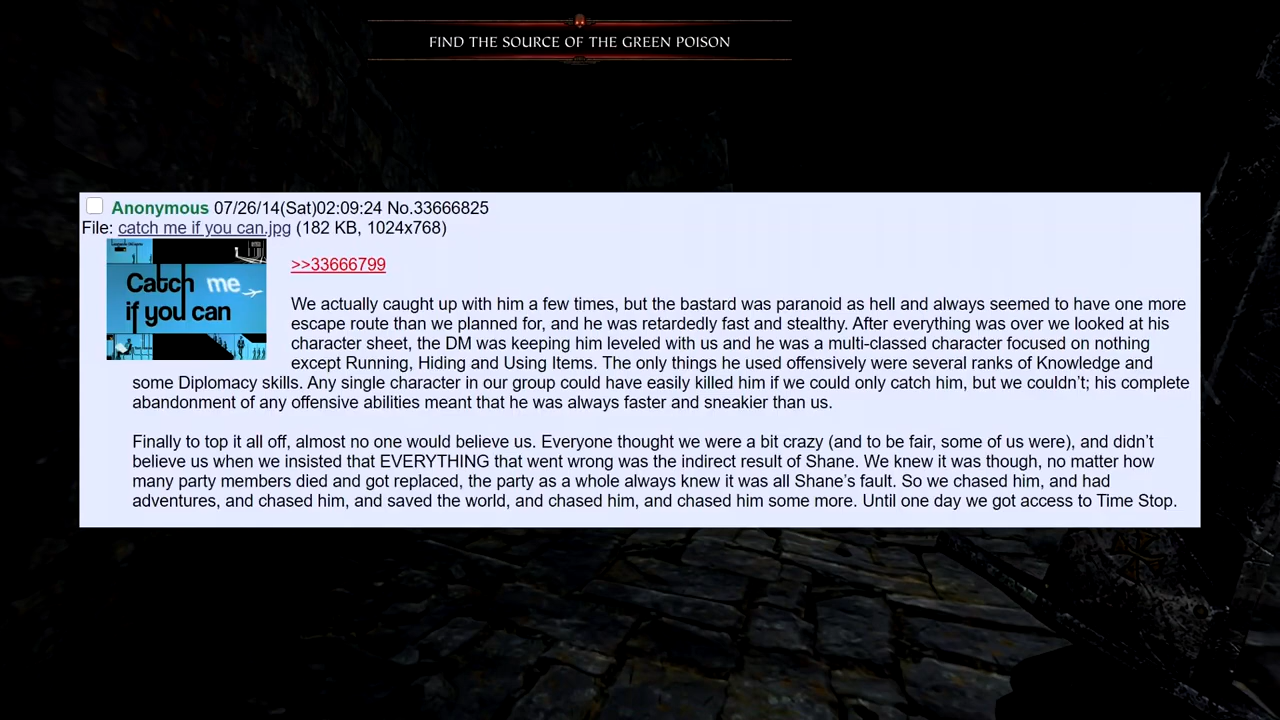 FIND THE SOURCE OF THE GREEN POISON
Anonymous 07/26/14(Sat)02:09:24 No.33666825
File: catch me if you can.jpg (182 KB, 1024x768)
Catch me
if you can
>>33666799
We actually caught up with him a few times, but the bastard was paranoid as hell and always seemed to have one more
escape route than we planned for, and he was retardedly fast and stealthy. After everything was over we looked at his
character sheet, the DM was keeping him leveled with us and he was a multi-classed character focused on nothing
except Running, Hiding and Using Items. The only things he used offensively were several ranks of Knowledge and
some Diplomacy skills. Any single character in our group could have easily killed him if we could only catch him, but we couldn't; his complete
abandonment of any offensive abilities meant that he was always faster and sneakier than us.
Finally to top it all off, almost no one would believe us. Everyone thought we were a bit crazy (and to be fair, some of us were), and didn't
believe us when we insisted that EVERYTHING that went wrong was the indirect result of Shane. We knew it was though, no matter how
many party members died and got replaced, the party as a whole always knew it was all Shane's fault. So we chased him, and had
adventures, and chased him, and saved the world, and chased him, and chased him some more. Until one day we got access to Time Stop.